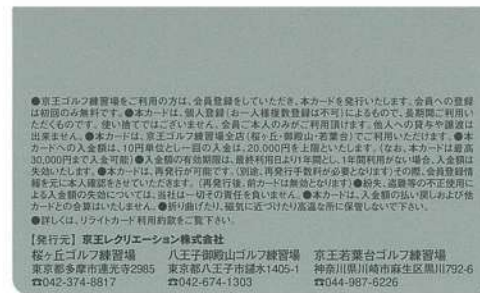 ●京王ゴルフ練習場をご利用の方は、会員登録をしていただき、本カードを発行いたします。会員への登録
は初回のみ無料です。●本カードは、個人登録(お一人様複数登録は不可)によるもので、長期ご利用い
ただくものです。使い捨てではございません。会員ご本人のみがご利用頂けます。他人への貸与や譲渡は
出来ません。●本カードは、京王ゴルフ練習場全店(桜ヶ丘・御殿山・若葉台)でご利用いただけます。●本
カードへの入金額は、10円単位とし一回の入金は、20,000円を上限といたします。(なお、本カードは最高
30,000円まで入金可能)●入金額の有効期限は、最終利用日より1年間とし、1年間利用がない場合、入金額は
失効いたします。●本カードは、再発行が可能です。(別途、再発行手数料が必要となります)その際、会員登録情
報を元に本人確認をさせていただきます。(再発行後、前カードは無効となります)●紛失、盗難等の不正使用に
よる入金額の失効については、当社は一切その責任を負いません。●本カードは、入金額の払い戻しおよび他
カードとの合算はいたしません。●折り曲げたり、磁気に近づけたり高温な所に保管しないで下さい。
●詳しくは、リライトカード利用約款をご覧下さい。
【発行元】京王レクリエーション株式会社
桜ヶ丘ゴルフ練習場 八王子御殿山ゴルフ練習場 京王若葉台ゴルフ練習場
東京都多摩市連光寺2985 東京都八王子市鑓水1405-1 神奈川県川崎市麻生区黒川792-6
☎042-374-8817 ☎042-674-1303 ☎044-987-6226